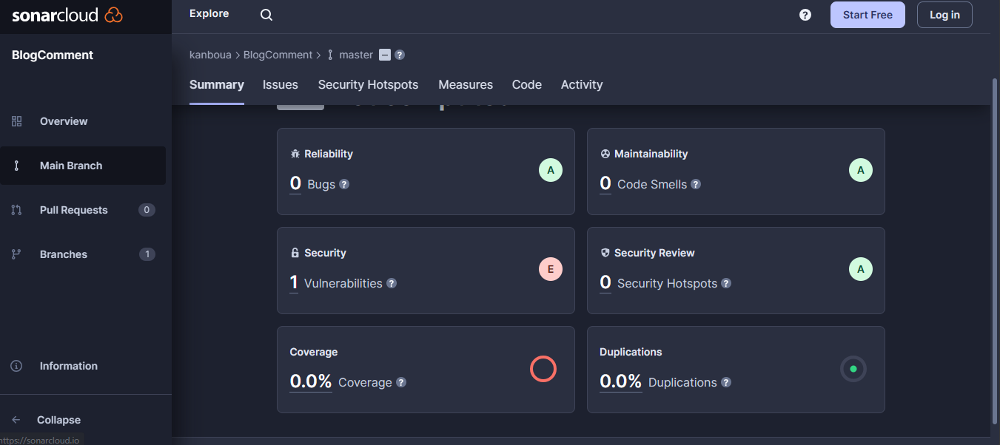 sonarcloud
BlogComment
Overview
Main Branch
Pull Requests 0
Branches 1
Information
Collapse
https://sonarcloud.io
Explore
? Start Free Log in
kanboua > BlogComment > master ?
Summary Issues Security Hotspots Measures Code Activity
Reliability
0 Bugs ?
A
Maintainability
0 Code Smells ?
A
Security
1 Vulnerabilities ?
E
Security Review
0 Security Hotspots ?
A
Coverage
0.0% Coverage ?
Duplications
0.0% Duplications ?